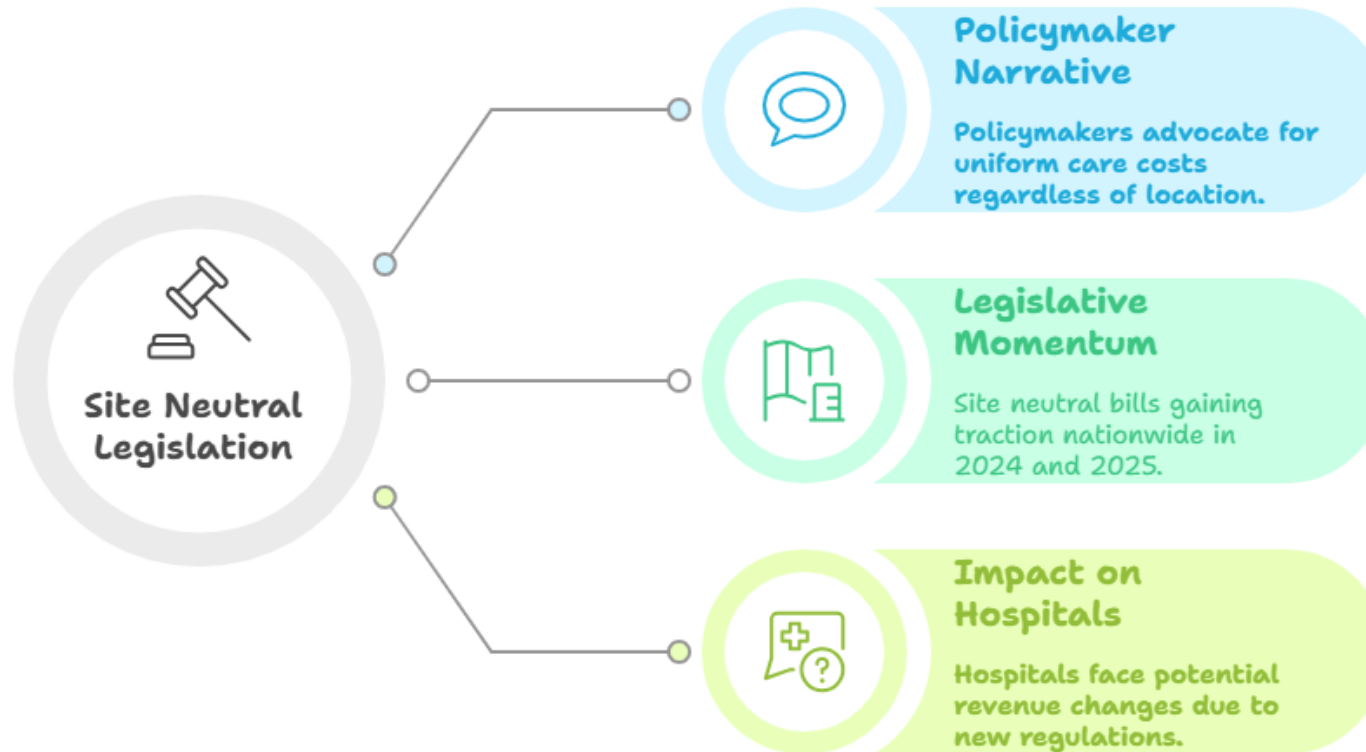 Site Neutral
Legislation
Policymaker
Narrative
Policymakers advocate for
uniform care costs
regardless of location.
Legislative
Momentum
Site neutral bills gaining
traction nationwide in
2024 and 2025.
Impact on
Hospitals
Hospitals face potential
revenue changes due to
new regulations.